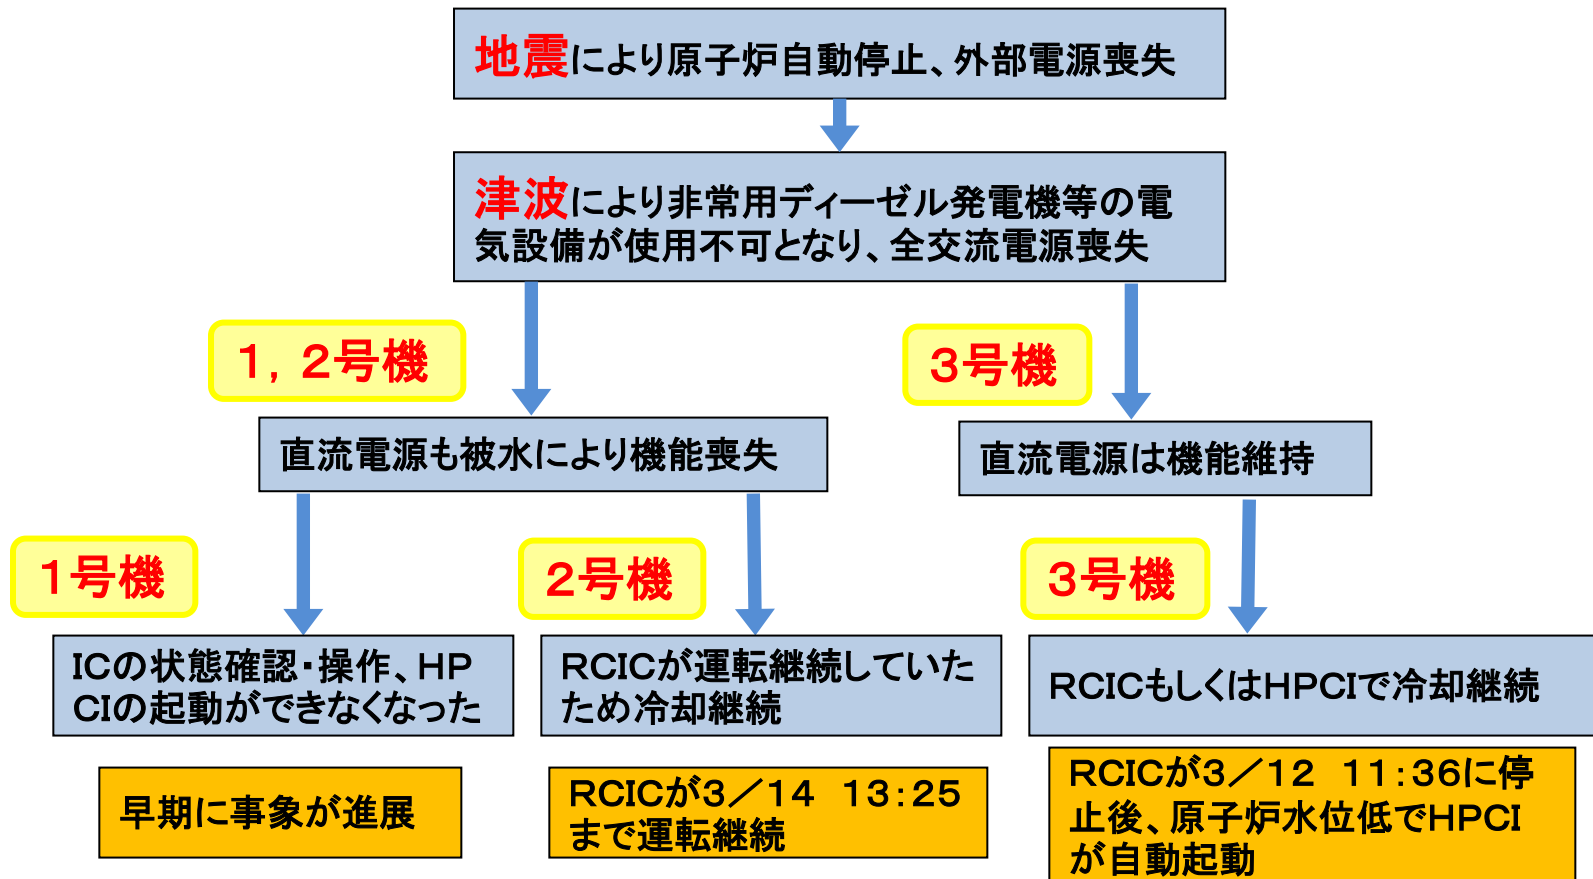 地震により原子炉自動停止、外部電源喪失
津波により非常用ディーゼル発電機等の電
気設備が使用不可となり、全交流電源喪失
１，２号機
３号機
直流電源も被水により機能喪失
直流電源は機能維持
１号機
２号機
３号機
ICの状態確認・操作、HP
CIの起動ができなくなった
RCICが運転継続していた
ため冷却継続
RCICもしくはHPCIで冷却継続
早期に事象が進展
RCICが３／１４　１３：２５
まで運転継続
RCICが３／１２　１１：３６に停
止後、原子炉水位低でHPCI
が自動起動